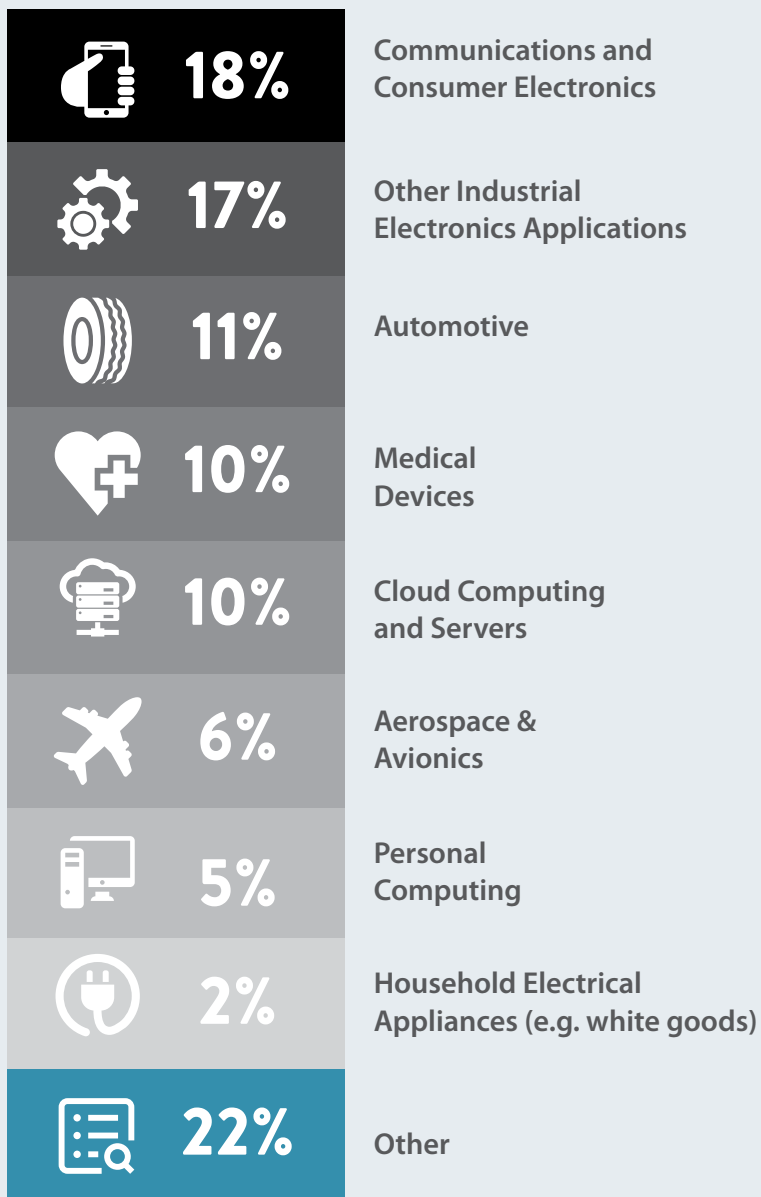 18%
Communications and
Consumer Electronics
17%
Other Industrial
Electronics Applications
11%
Automotive
10%
Medical
Devices
10%
Cloud Computing
and Servers
6%
Aerospace &
Avionics
5%
Personal
Computing
2%
Household Electrical
Appliances (e.g. white goods)
22%
Other